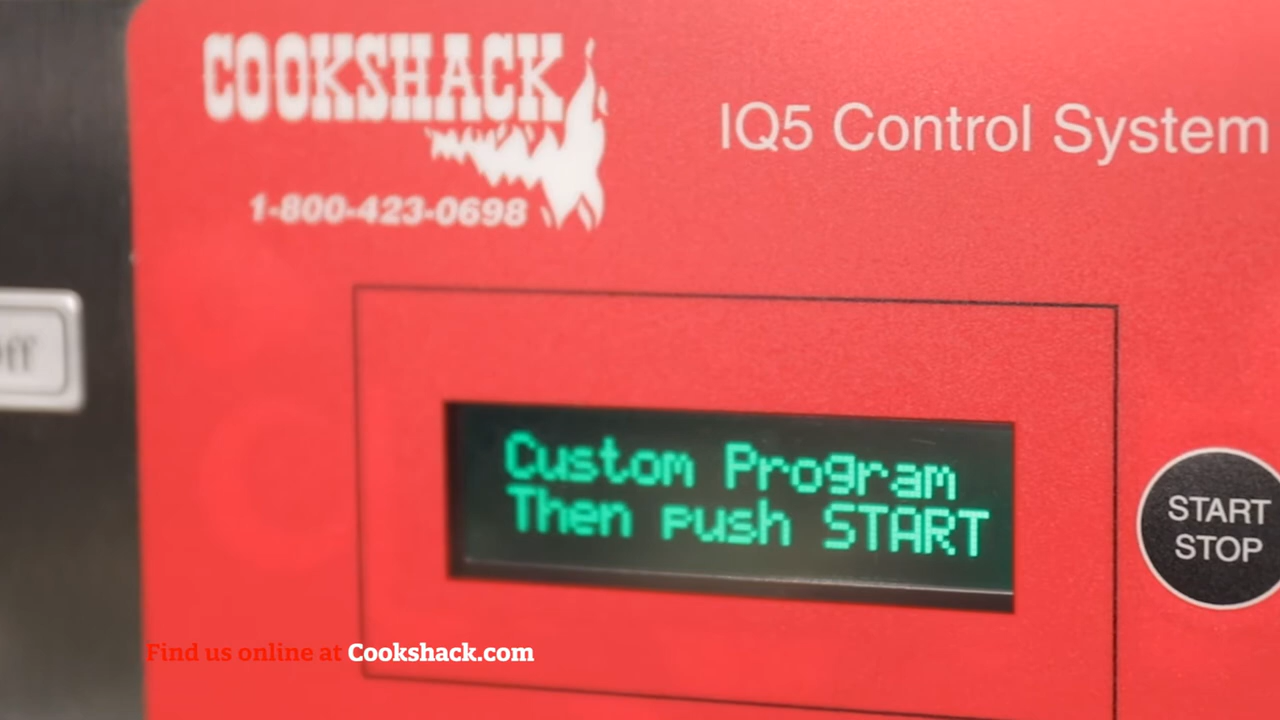 COOKSHACK
1-800-423-0698
IQ5 Control System
Custom Program
Then push START
START
STOP
Find us online at Cookshack.com